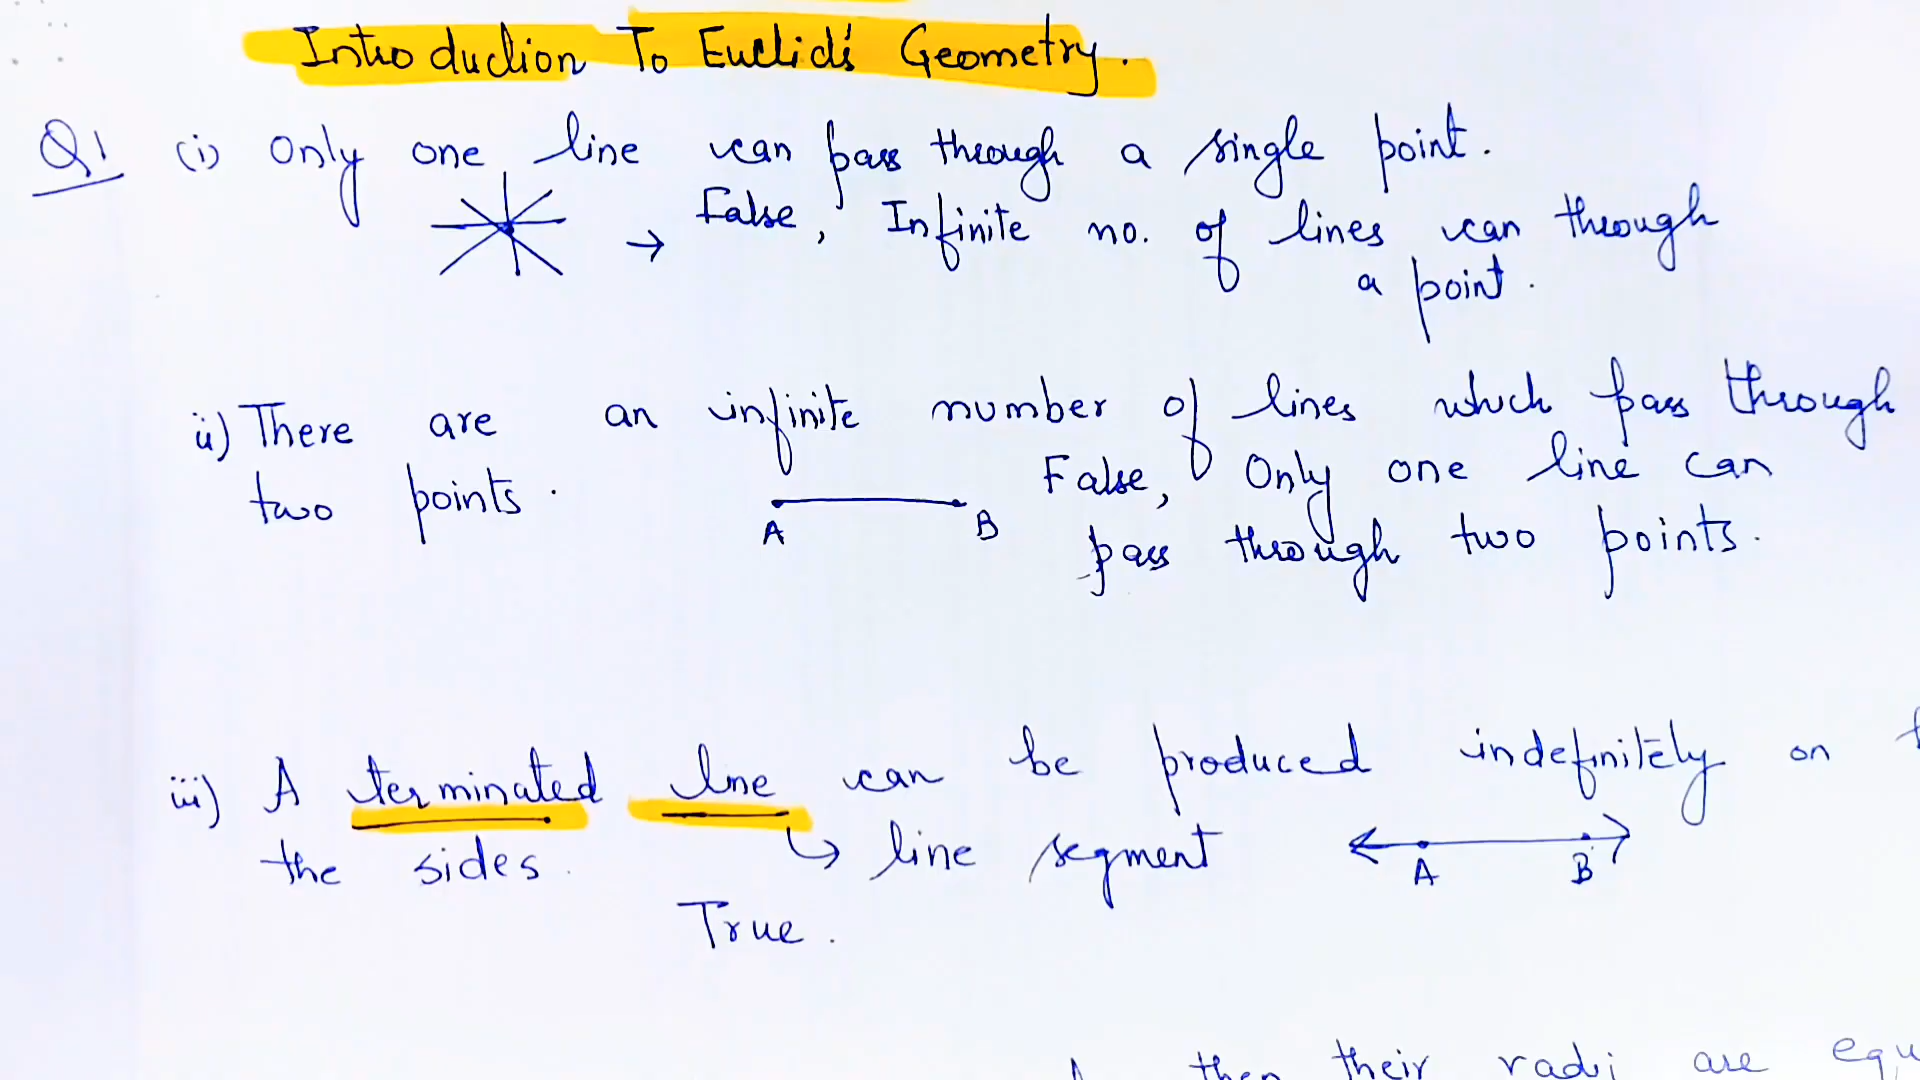 Introduction To Euclid's Geometry.
Q1 (i) Only one line can pass through a single point.
→ False, Infinite no. of lines can through
a point.
ii) There are an infinite number of lines which pass through
two points.
False, Only one line can
A B
pass through two points.
iii) A terminated line can be produced indefinitely on
the sides. ↳ line segment
A B
True.
then their radii are